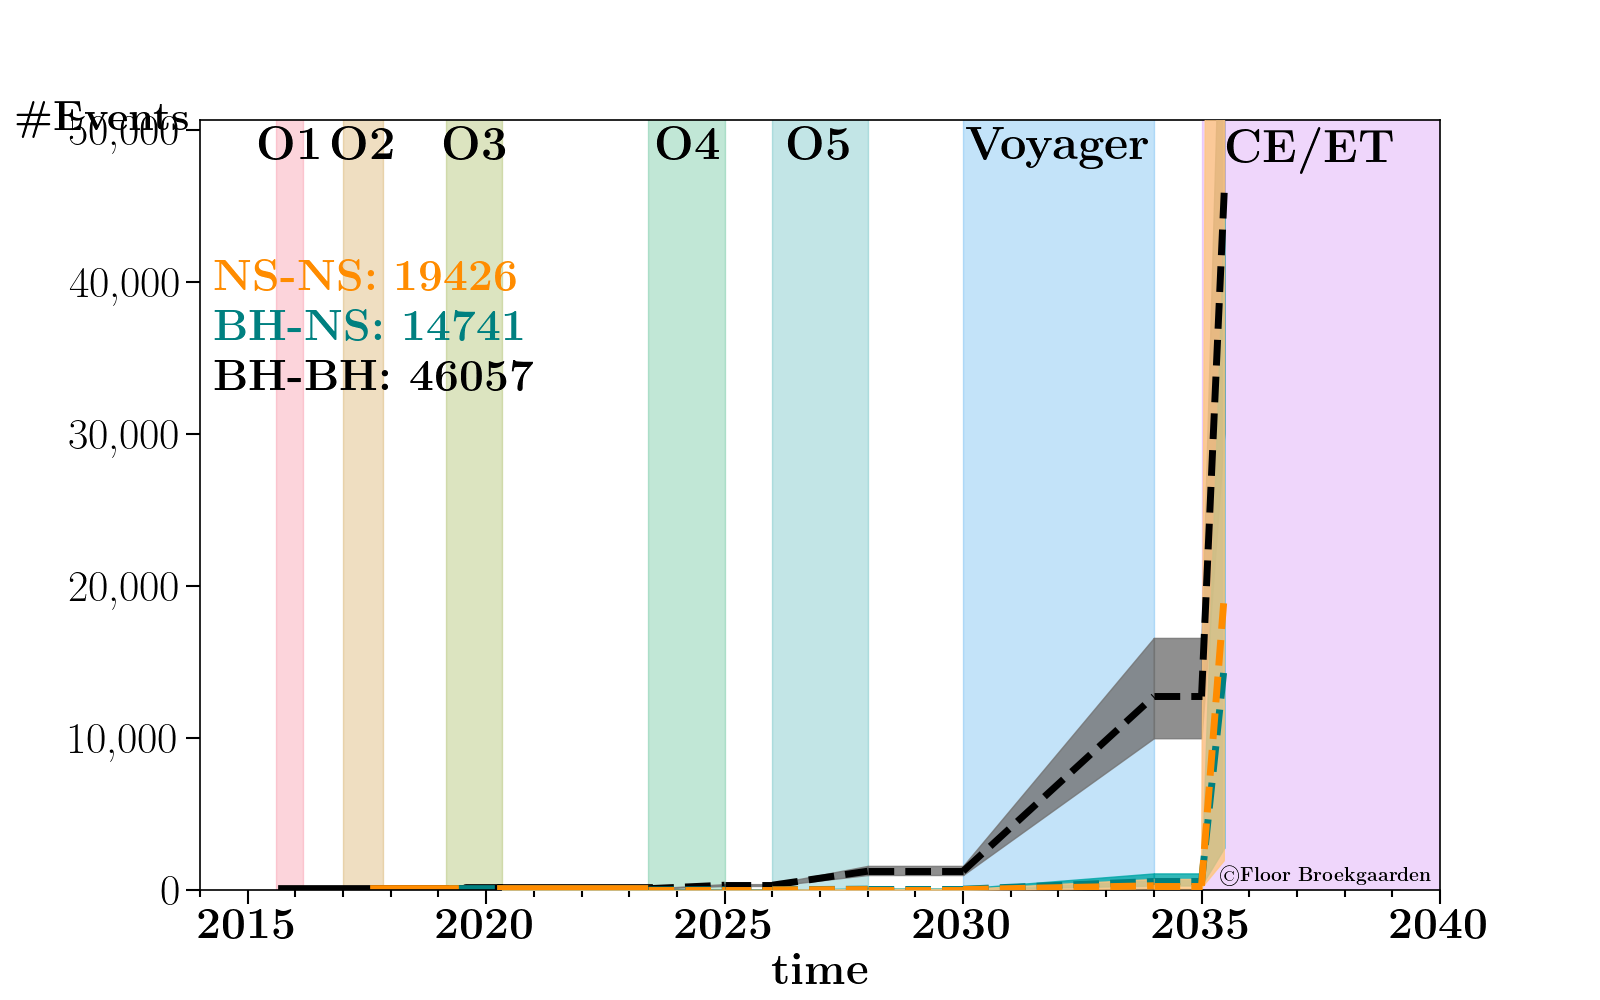 #Events
50,000
O1 O2 O3 O4 O5 Voyager CE/ET
40,000
NS-NS: 19426
BH-NS: 14741
BH-BH: 46057
30,000
20,000
10,000
0
©Floor Broekgaarden
2015 2020 2025 2030 2035 2040
time